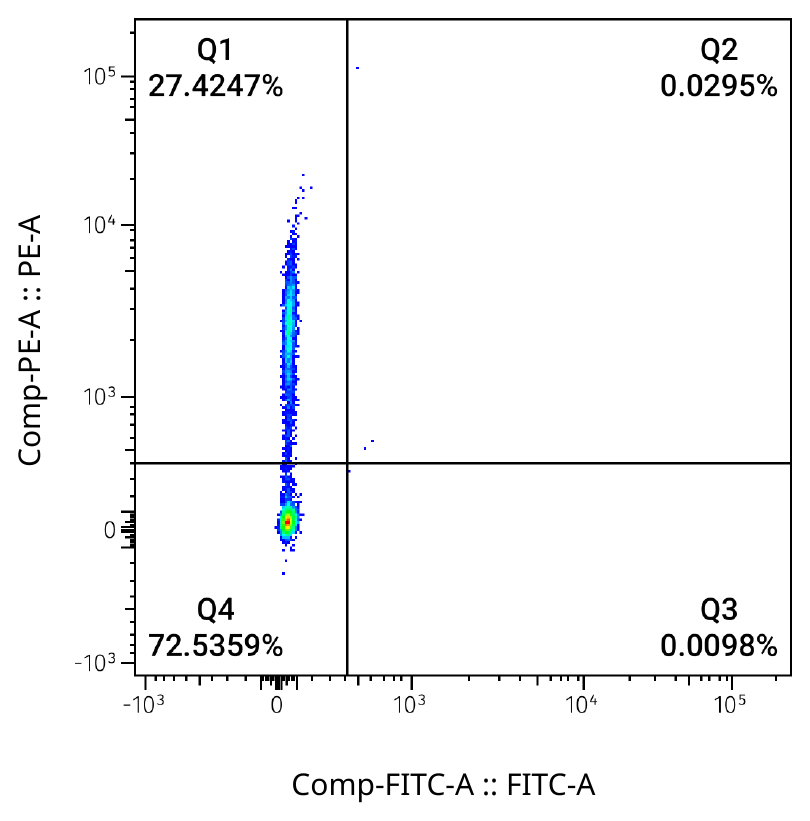 Q1
27.4247%
Q2
0.0295%
10⁵
10⁴
10³
0
-10³
Comp-PE-A :: PE-A
Q4
72.5359%
Q3
0.0098%
-10³
0
10³
10⁴
10⁵
Comp-FITC-A :: FITC-A